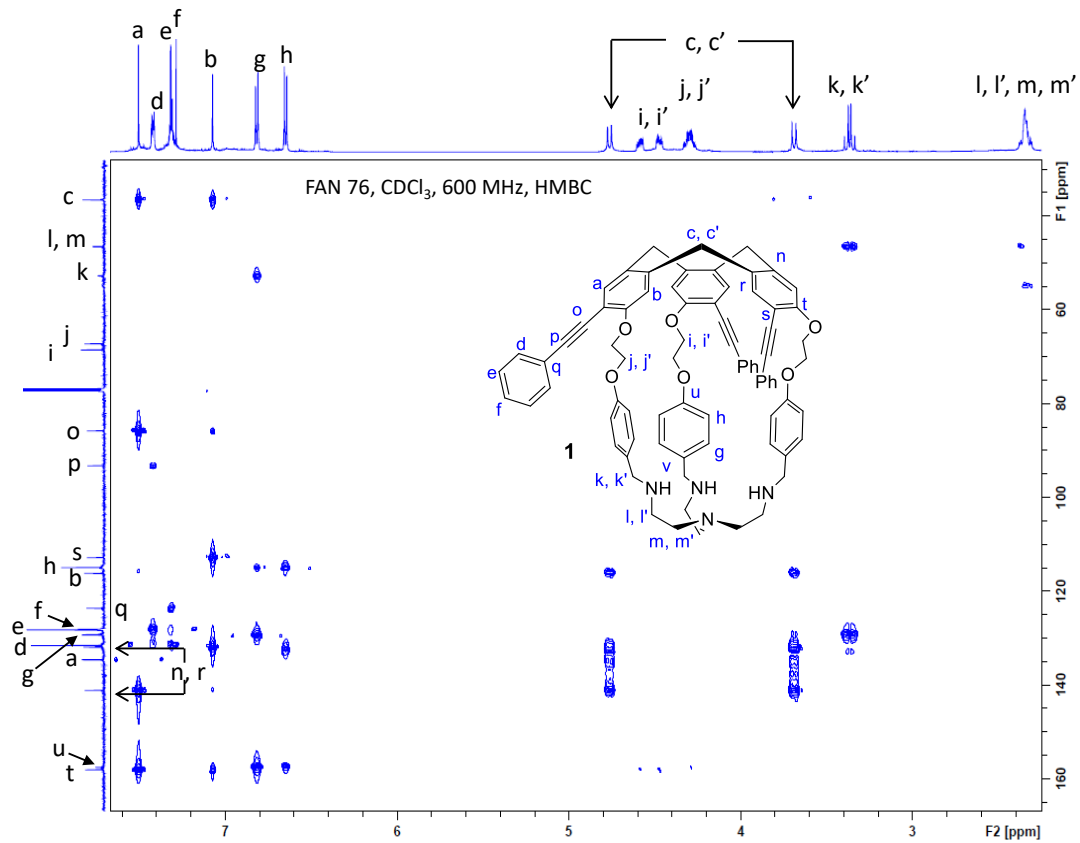 f
a
e
c, c'
b
g
h
d
j, j'
k, k'
l, l', m, m'
i, i'
FAN 76, CDCl₃, 600 MHz, HMBC
F1 [ppm]
c
l, m
k
j
i
o
p
s
h
b
f
q
e
d
g
a
n, r
u
t
c, c'
n
a
b
r
t
o
s
p
O
O
O
d
q
i, i'
e
j, j'
Ph
Ph
f
O
O
O
u
h
1
v
g
k, k'
NH
NH
HN
l, l'
N
m, m'
60
80
100
120
140
160
7
6
5
4
3
F2 [ppm]